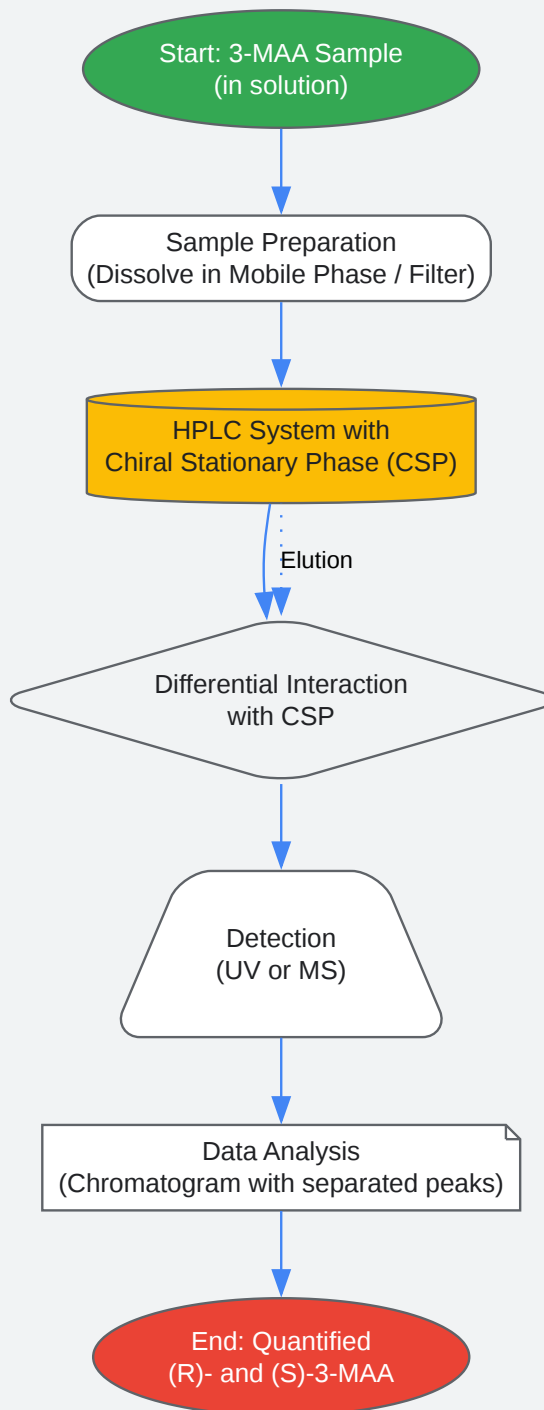 Start: 3-MAA Sample
(in solution)
Sample Preparation
(Dissolve in Mobile Phase / Filter)
HPLC System with
Chiral Stationary Phase (CSP)
Elution
Differential Interaction
with CSP
Detection
(UV or MS)
Data Analysis
(Chromatogram with separated peaks)
End: Quantified
(R)- and (S)-3-MAA